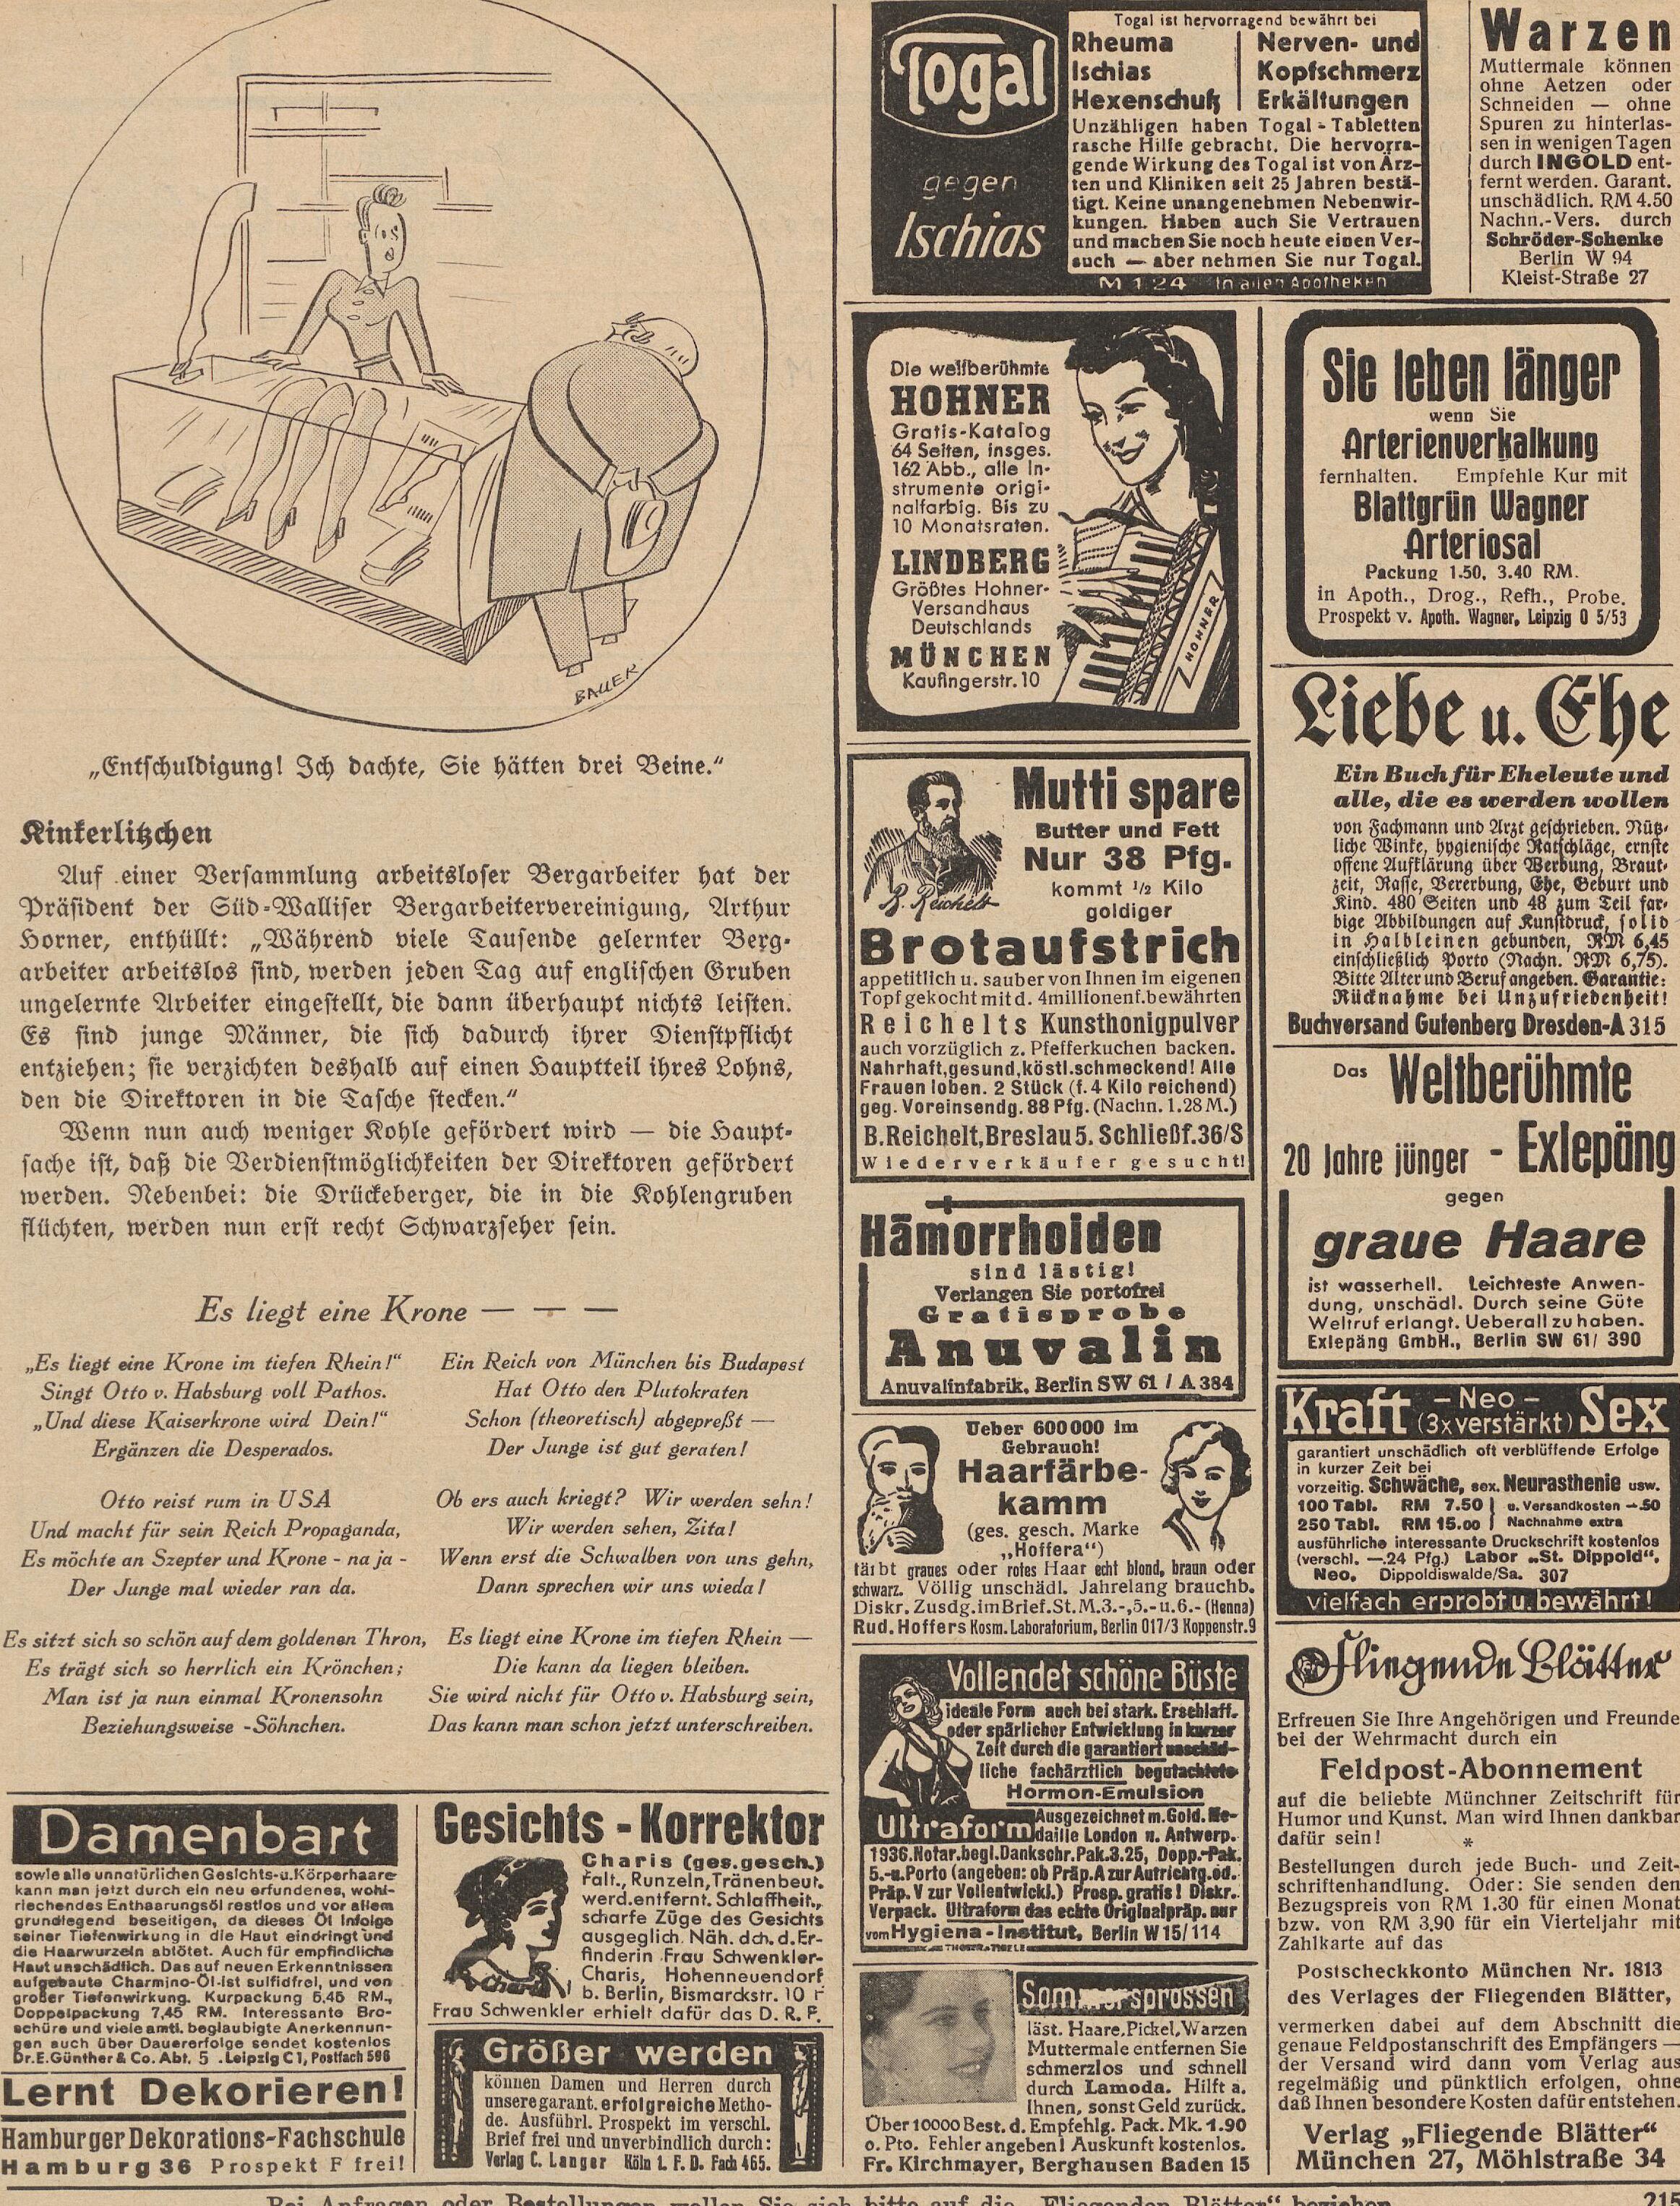 BAUER
„Entschuldigung! Ich dachte, Sie hätten drei Beine.“
Kinkerlitzchen
Auf einer Versammlung arbeitsloser Bergarbeiter hat der
Präsident der Süd-Walliser Bergarbeitervereinigung, Arthur
Horner, enthüllt: „Während viele Tausende gelernter Berg-
arbeiter arbeitslos sind, werden jeden Tag auf englischen Gruben
ungelernte Arbeiter eingestellt, die dann überhaupt nichts leisten.
Es sind junge Männer, die sich dadurch ihrer Dienstpflicht
entziehen; sie verzichten deshalb auf einen Hauptteil ihres Lohns,
den die Direktoren in die Tasche stecken.“
Wenn nun auch weniger Kohle gefördert wird — die Haupt-
sache ist, daß die Verdienstmöglichkeiten der Direktoren gefördert
werden. Nebenbei: die Drückeberger, die in die Kohlengruben
flüchten, werden nun erst recht Schwarzseher sein.
Es liegt eine Krone — — —
„Es liegt eine Krone im tiefen Rhein!“
Singt Otto v. Habsburg voll Pathos.
„Und diese Kaiserkrone wird Dein!“
Ergänzen die Desperados.
Otto reist rum in USA
Und macht für sein Reich Propaganda,
Es möchte an Szepter und Krone - na ja -
Der Junge mal wieder ran da.
Es sitzt sich so schön auf dem goldenen Thron,
Es trägt sich so herrlich ein Krönchen;
Man ist ja nun einmal Kronensohn
Beziehungsweise -Söhnchen.
Ein Reich von München bis Budapest
Hat Otto den Plutokraten
Schon (theoretisch) abgepreßt —
Der Junge ist gut geraten!
Ob ers auch kriegt? Wir werden sehn!
Wir werden sehen, Zita!
Wenn erst die Schwalben von uns gehn,
Dann sprechen wir uns wieda!
Es liegt eine Krone im tiefen Rhein —
Die kann da liegen bleiben.
Sie wird nicht für Otto v. Habsburg sein,
Das kann man schon jetzt unterschreiben.
Damenbart
sowie alle unnatürlichen Gesichts-u.Körperhaare
kann man jetzt durch ein neu erfundenes, wohl-
riechendes Enthaarungsöl restlos und vor allem
grundlegend beseitigen, da dieses Öl infolge
seiner Tiefenwirkung in die Haut eindringt und
die Haarwurzeln ablötet. Auch für empfindliche
Haut unschädlich. Das auf neuen Erkenntnissen
aufgebaute Charmino-Öl ist sulfidfrei, und von
großer Tiefenwirkung. Kurpackung 5,45 RM.,
Doppelpackung 7,45 RM. Interessante Bro-
schüre und viele amtl. beglaubigte Anerkennun-
gen auch über Dauererfolge sendet kostenlos
Dr.E.Günther & Co. Abt. 5 . Leipzig C 1, Postfach 596
Lernt Dekorieren!
Hamburger Dekorations-Fachschule
Hamburg 36 Prospekt F frei!
Gesichts - Korrektor
Charis (ges.gesch.)
Falt., Runzeln, Tränenbeut.
werd.entfernt. Schlaffheit.,
scharfe Züge des Gesichts
ausgeglich. Näh. dch. d. Er-
finderin Frau Schwenkler-
Charis, Hohenneuendorf
b. Berlin, Bismarckstr. 10 F
Charis
Frau Schwenkler erhielt dafür das D. R. P.
Größer werden
können Damen und Herren durch
unsere garant. erfolgreiche Metho-
de. Ausführl. Prospekt im verschl.
Brief frei und unverbindlich durch:
Verlag C. Langer Köln 1. F. D. Fach 465.
Togal
gegen
Ischias
Togal ist hervorragend bewährt bei
Rheuma
Ischias
Hexenschuß
Nerven- und
Kopfschmerz
Erkältungen
Unzähligen haben Togal - Tabletten
rasche Hilfe gebracht. Die hervorra-
gende Wirkung des Togal ist von Ärz-
ten und Kliniken seit 25 Jahren bestä-
tigt. Keine unangenehmen Nebenwir-
kungen. Haben auch Sie Vertrauen
und machen Sie noch heute einen Ver-
such — aber nehmen Sie nur Togal.
M 1.24 In allen Apotheken
Die weltberühmte
HOHNER
Gratis-Katalog
64 Seiten, insges.
162 Abb., alle In-
strumente origi-
nalfarbig. Bis zu
10 Monatsraten.
LINDBERG
Größtes Hohner-
Versandhaus
Deutschlands
MÜNCHEN
Kaufingerstr. 10
HOHNER
Mutti spare
Butter und Fett
Nur 38 Pfg.
kommt ½ Kilo
goldiger
B. Reichelt
Brotaufstrich
appetitlich u. sauber von Ihnen im eigenen
Topf gekocht mit d. 4millionenf. bewährten
Reichelts Kunsthonigpulver
auch vorzüglich z. Pfefferkuchen backen.
Nahrhaft,gesund,köstl.schmeckend! Alle
Frauen loben. 2 Stück (f. 4 Kilo reichend)
geg. Voreinsendg. 88 Pfg. (Nachn. 1.28 M.)
B.Reichelt,Breslau 5. Schließf.36/S
Wiederverkäufer gesucht!
Hämorrhoiden
sind lästig!
Verlangen Sie portofrei
Gratisprobe
Anuvalin
Anuvalinfabrik, Berlin SW 61 / A 384
Ueber 600000 im
Gebrauch!
Haarfärbe-
kamm
(ges. gesch. Marke
„Hoffera“)
färbt graues oder rotes Haar echt blond, braun oder
schwarz. Völlig unschädl. Jahrelang brauchb.
Diskr. Zusdg. im Brief. St. M. 3.-, 5.- u. 6.- (Henna)
Rud. Hoffers Kosm. Laboratorium, Berlin O17/3 Koppenstr. 9
Vollendet schöne Büste
ideale Form auch bei stark. Erschlaff.
oder spärlicher Entwicklung in kurzer
Zeit durch die garantiert unschäd-
liche fachärztlich begutachtete
Hormon-Emulsion
Ultraform Ausgezeichnet m. Gold. Me-
daille London u. Antwerp.
1936. Notar.begl.Dankschr.Pak.3.25, Dopp.-Pak.
5.-u.Porto (angeben: ob Präp. A zur Aufrichtg. od.
Präp. V zur Vollentwickl.) Prosp. gratis! Diskr.
Verpack. Ultraform das echte Originalpräp. nur
vom Hygiena - Institut, Berlin W 15/ 114
Sommersprossen
läst. Haare, Pickel, Warzen
Muttermale entfernen Sie
schmerzlos und schnell
durch Lamoda. Hilft a.
Ihnen, sonst Geld zurück.
Über 10000 Best. d. Empfehlg. Pack. Mk. 1.90
o. Pto. Fehler angeben! Auskunft kostenlos.
Fr. Kirchmayer, Berghausen Baden 15
Warzen
Muttermale können
ohne Aetzen oder
Schneiden — ohne
Spuren zu hinterlas-
sen in wenigen Tagen
durch INGOLD ent-
fernt werden. Garant.
unschädlich. RM 4.50
Nachn.-Vers. durch
Schröder-Schenke
Berlin W 94
Kleist-Straße 27
Sie leben länger
wenn Sie
Arterienverkalkung
fernhalten. Empfehle Kur mit
Blattgrün Wagner
Arteriosal
Packung 1.50, 3.40 RM.
in Apoth., Drog., Refh., Probe.
Prospekt v. Apoth. Wagner, Leipzig O 5/53
Liebe u. Ehe
Ein Buch für Eheleute und
alle, die es werden wollen
von Fachmann und Arzt geschrieben. Nütz-
liche Winke, hygienische Ratschläge, ernste
offene Aufklärung über Werbung, Braut-
zeit, Rasse, Vererbung, Ehe, Geburt und
Kind. 480 Seiten und 48 zum Teil far-
bige Abbildungen auf Kunstdruck, solid
in Halbleinen gebunden, RM 6,45
einschließlich Porto (Nachn. RM 6,75).
Bitte Alter und Beruf angeben. Garantie:
Rücknahme bei Unzufriedenheit!
Buchversand Gutenberg Dresden-A 315
Das Weltberühmte
20 Jahre jünger - Exlepäng
gegen
graue Haare
ist wasserhell. Leichteste Anwen-
dung, unschädl. Durch seine Güte
Weltruf erlangt. Ueberall zu haben.
Exlepäng GmbH., Berlin SW 61/ 390
Kraft - Neo - Sex
(3x verstärkt)
garantiert unschädlich oft verblüffende Erfolge
in kurzer Zeit bei
vorzeitig. Schwäche, sex. Neurasthenie usw.
100 Tabl. RM 7.50 u. Versandkosten -.50
250 Tabl. RM 15.00 Nachnahme extra
ausführliche interessante Druckschrift kostenlos
(verschl. —.24 Pfg.) Labor „St. Dippold“,
Neo, Dippoldiswalde/Sa. 307
vielfach erprobt u. bewährt!
Fliegende Blätter
Erfreuen Sie Ihre Angehörigen und Freunde
bei der Wehrmacht durch ein
Feldpost-Abonnement
auf die beliebte Münchner Zeitschrift für
Humor und Kunst. Man wird Ihnen dankbar
dafür sein! *
Bestellungen durch jede Buch- und Zeit-
schriftenhandlung. Oder: Sie senden den
Bezugspreis von RM 1.30 für einen Monat
bzw. von RM 3,90 für ein Vierteljahr mit
Zahlkarte auf das
Postscheckkonto München Nr. 1813
des Verlages der Fliegenden Blätter,
vermerken dabei auf dem Abschnitt die
genaue Feldpostanschrift des Empfängers —
der Versand wird dann vom Verlag aus
regelmäßig und pünktlich erfolgen, ohne
daß Ihnen besondere Kosten dafür entstehen.
Verlag „Fliegende Blätter“
München 27, Möhlstraße 34
Bei Anfragen oder Bestellungen wollen Sie sich bitte auf die „Fliegenden Blätter“ beziehen
215